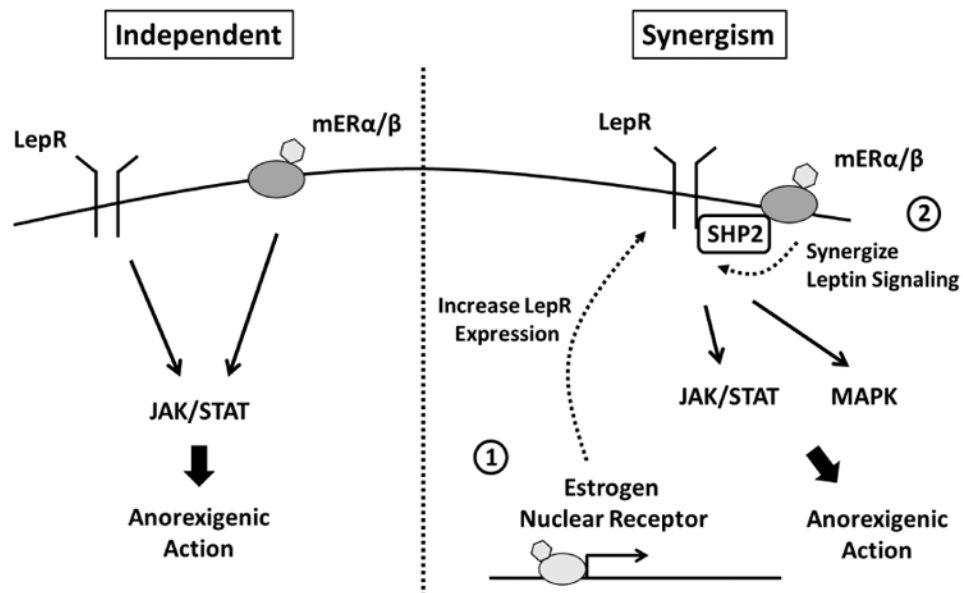 Independent
LepR
mERα/β
JAK/STAT
Anorexigenic
Action
Synergism
LepR
mERα/β
2
SHP2
Synergize
Leptin Signaling
Increase LepR
Expression
JAK/STAT
MAPK
1
Estrogen
Nuclear Receptor
Anorexigenic
Action